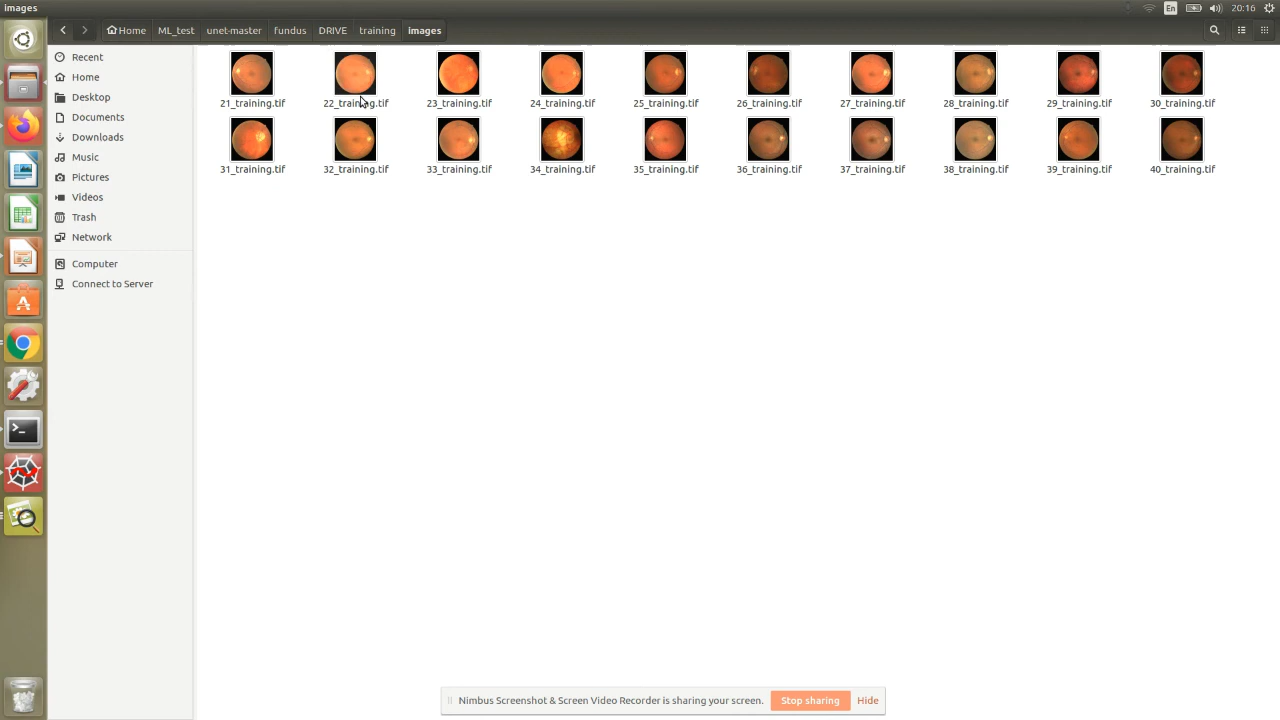 images
En
20:16
Home
ML_test
unet-master
fundus
DRIVE
training
images
Recent
Home
Desktop
Documents
Downloads
Music
Pictures
Videos
Trash
Network
Computer
Connect to Server
21_training.tif
22_training.tif
23_training.tif
24_training.tif
25_training.tif
26_training.tif
27_training.tif
28_training.tif
29_training.tif
30_training.tif
31_training.tif
32_training.tif
33_training.tif
34_training.tif
35_training.tif
36_training.tif
37_training.tif
38_training.tif
39_training.tif
40_training.tif
Nimbus Screenshot & Screen Video Recorder is sharing your screen.
Stop sharing
Hide